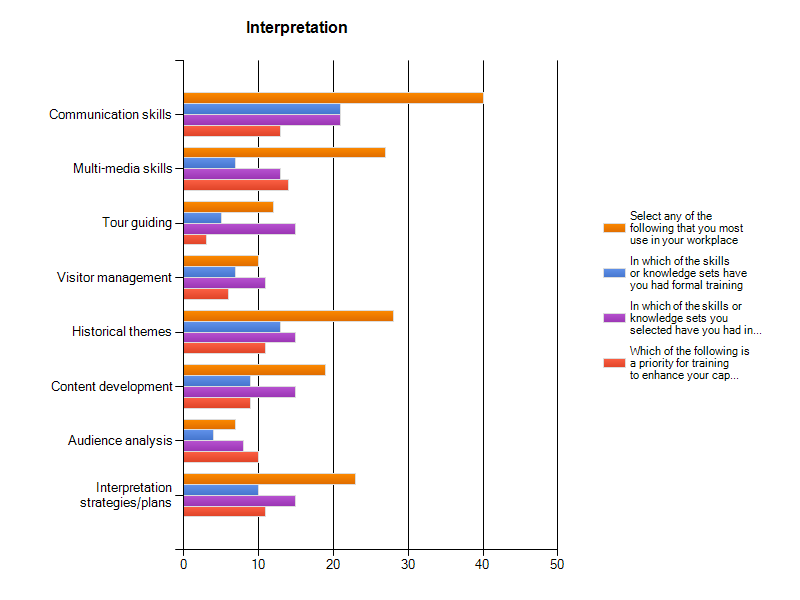 Interpretation
Communication skills
Multi-media skills
Tour guiding
Visitor management
Historical themes
Content development
Audience analysis
Interpretation
strategies/plans
0 10 20 30 40 50
Select any of the
following that you most
use in your workplace
In which of the skills
or knowledge sets have
you had formal training
In which of the skills or
knowledge sets you
selected have you had in...
Which of the following is
a priority for training
to enhance your cap...